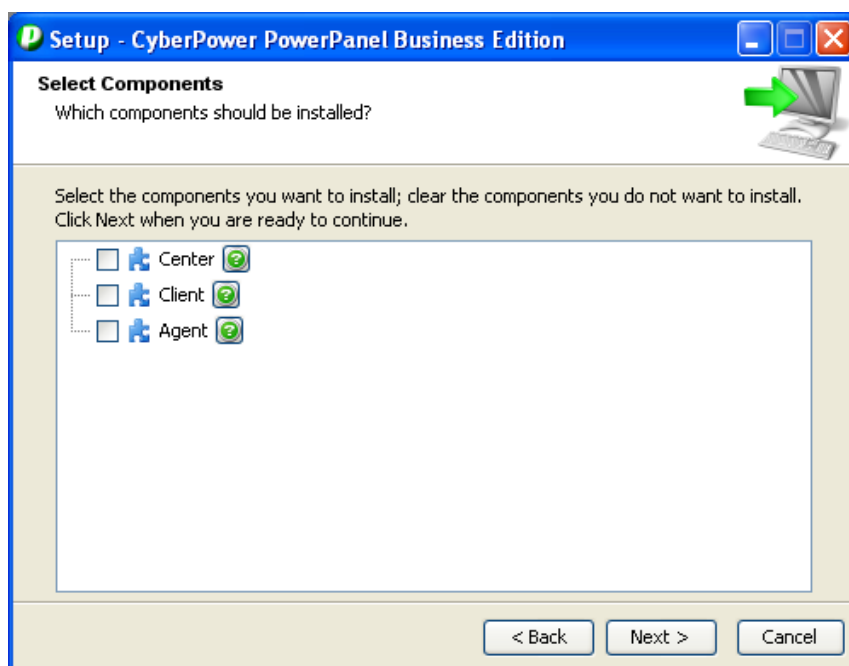 Setup - CyberPower PowerPanel Business Edition
Select Components
Which components should be installed?
Select the components you want to install; clear the components you do not want to install.
Click Next when you are ready to continue.
Center
Client
Agent
< Back Next > Cancel